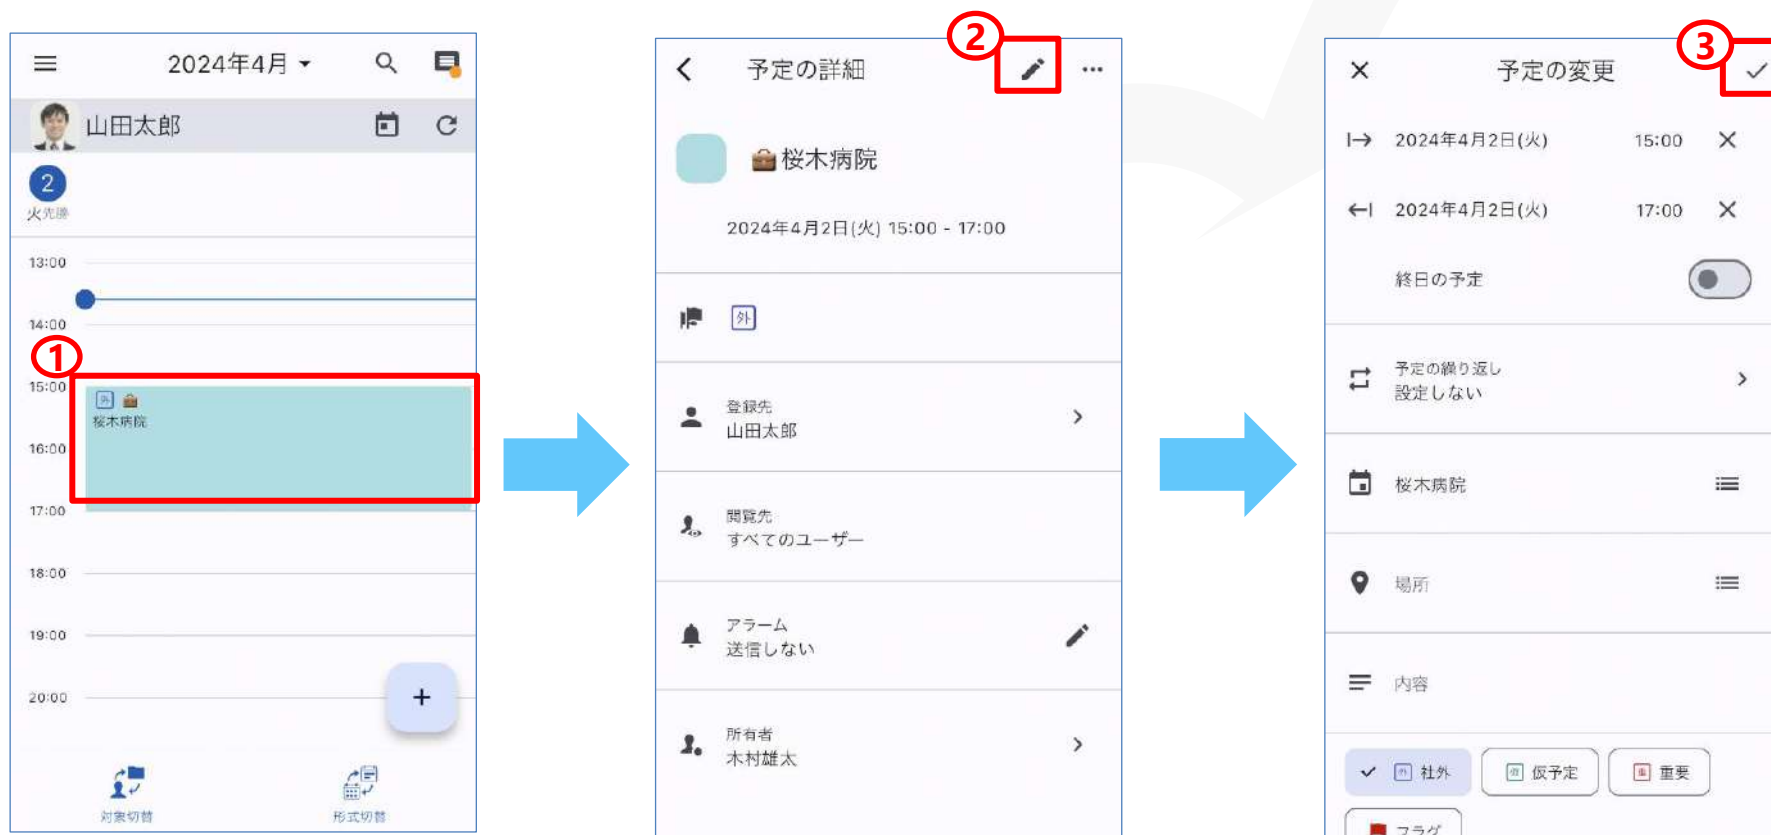 2024年4月
山田太郎
2
火先勝
13:00
14:00
①
15:00
外
桜木病院
16:00
17:00
18:00
19:00
20:00
+
対象切替
形式切替
②
予定の詳細
桜木病院
2024年4月2日(火) 15:00 - 17:00
外
登録先
山田太郎
閲覧先
すべてのユーザー
アラーム
送信しない
所有者
木村雄太
③
予定の変更
2024年4月2日(火) 15:00
2024年4月2日(火) 17:00
終日の予定
予定の繰り返し
設定しない
桜木病院
場所
内容
外 社外
仮 仮予定
重 重要
フラグ